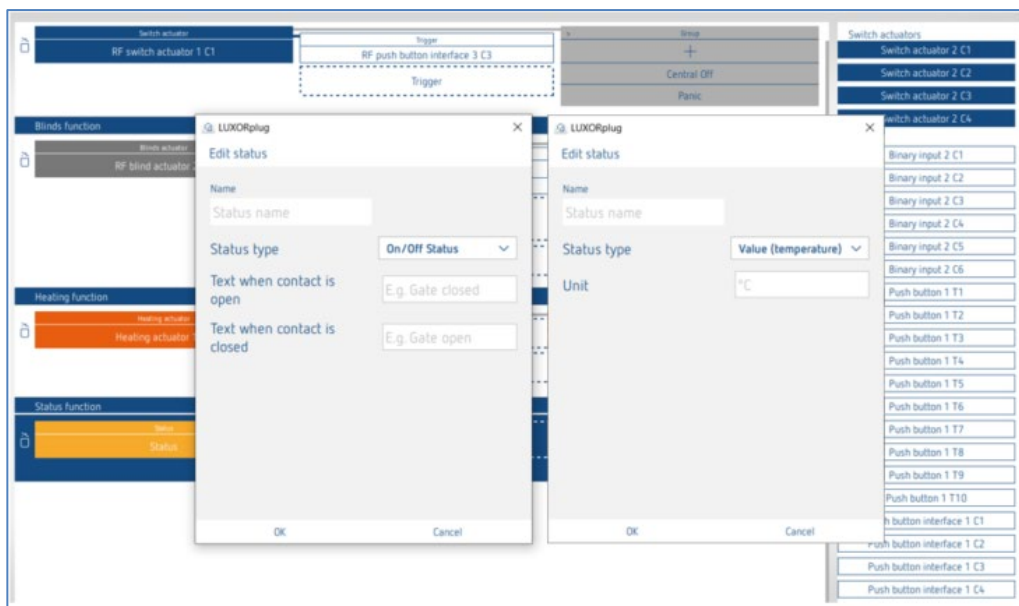 Switch actuator
RF switch actuator 1 C1
Trigger
RF push button interface 3 C3
Trigger
Group
+
Central Off
Panic
Switch actuators
Switch actuator 2 C1
Switch actuator 2 C2
Switch actuator 2 C3
Switch actuator 2 C4
Blinds function
Blinds actuator
RF blind actuator
Heating function
Heating actuator
Heating actuator 1
Status function
Status
Status
LUXORplug
Edit status
Name
Status name
Status type
On/Off Status
Text when contact is
open
E.g. Gate closed
Text when contact is
closed
E.g. Gate open
OK
Cancel
LUXORplug
Edit status
Name
Status name
Status type
Value (temperature)
Unit
°C
OK
Cancel
Binary input 2 C1
Binary input 2 C2
Binary input 2 C3
Binary input 2 C4
Binary input 2 C5
Binary input 2 C6
Push button 1 T1
Push button 1 T2
Push button 1 T3
Push button 1 T4
Push button 1 T5
Push button 1 T6
Push button 1 T7
Push button 1 T8
Push button 1 T9
Push button 1 T10
button interface 1 C1
Push button interface 1 C2
Push button interface 1 C3
Push button interface 1 C4